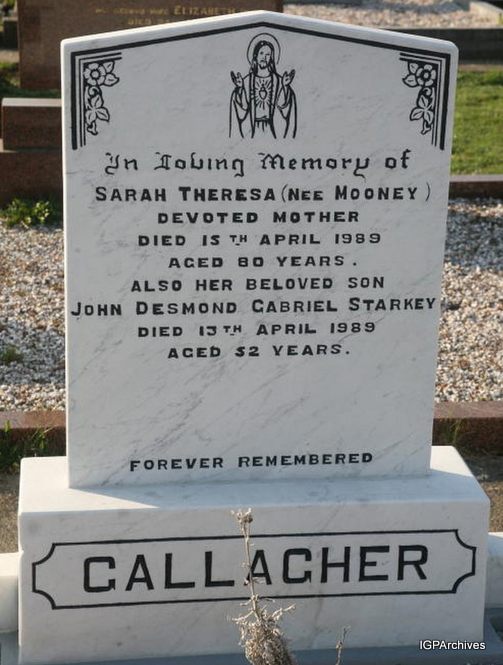 ELIZABETH
In Loving Memory of
SARAH THERESA (NEE MOONEY)
DEVOTED MOTHER
DIED 15TH APRIL 1989
AGED 80 YEARS.
ALSO HER BELOVED SON
JOHN DESMOND GABRIEL STARKEY
DIED 13TH APRIL 1989
AGED 52 YEARS.
FOREVER REMEMBERED
GALLAGHER
IGPArchives